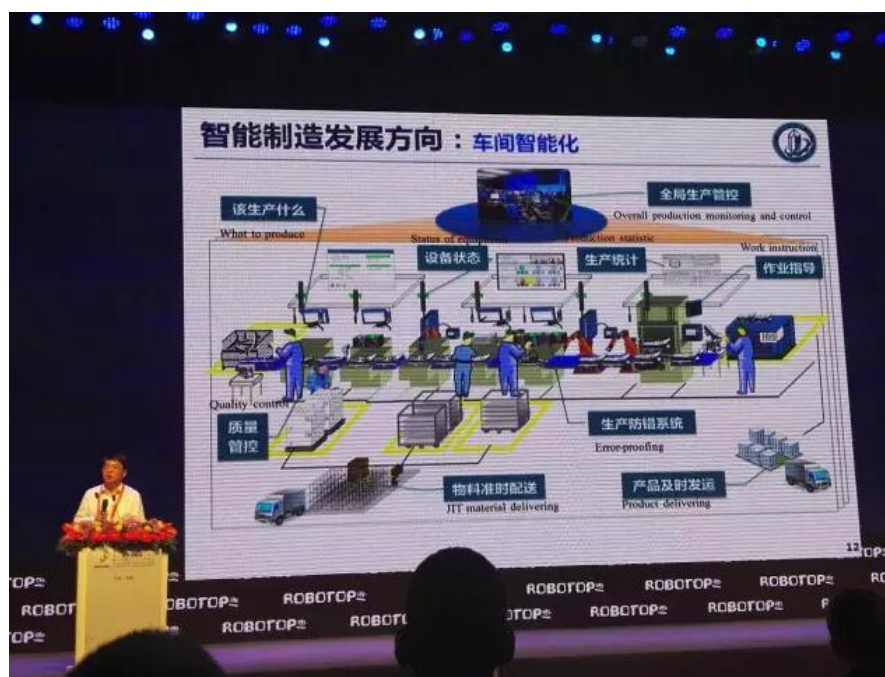 智能制造发展方向：车间智能化
全局生产管控
Overall production monitoring and control
该生产什么
What to produce
Status of equipment
Production statistic
Work instruction
设备状态
生产统计
作业指导
Quality control
质量
管控
生产防错系统
Error-proofing
物料准时配送
JIT material delivering
产品及时发运
Product delivering
12
ROBOTOP
ROBOTOP
ROBOTOP
ROBOTOP
ROBOTOP
ROBOTOP
ROBOTOP
ROBOTOP